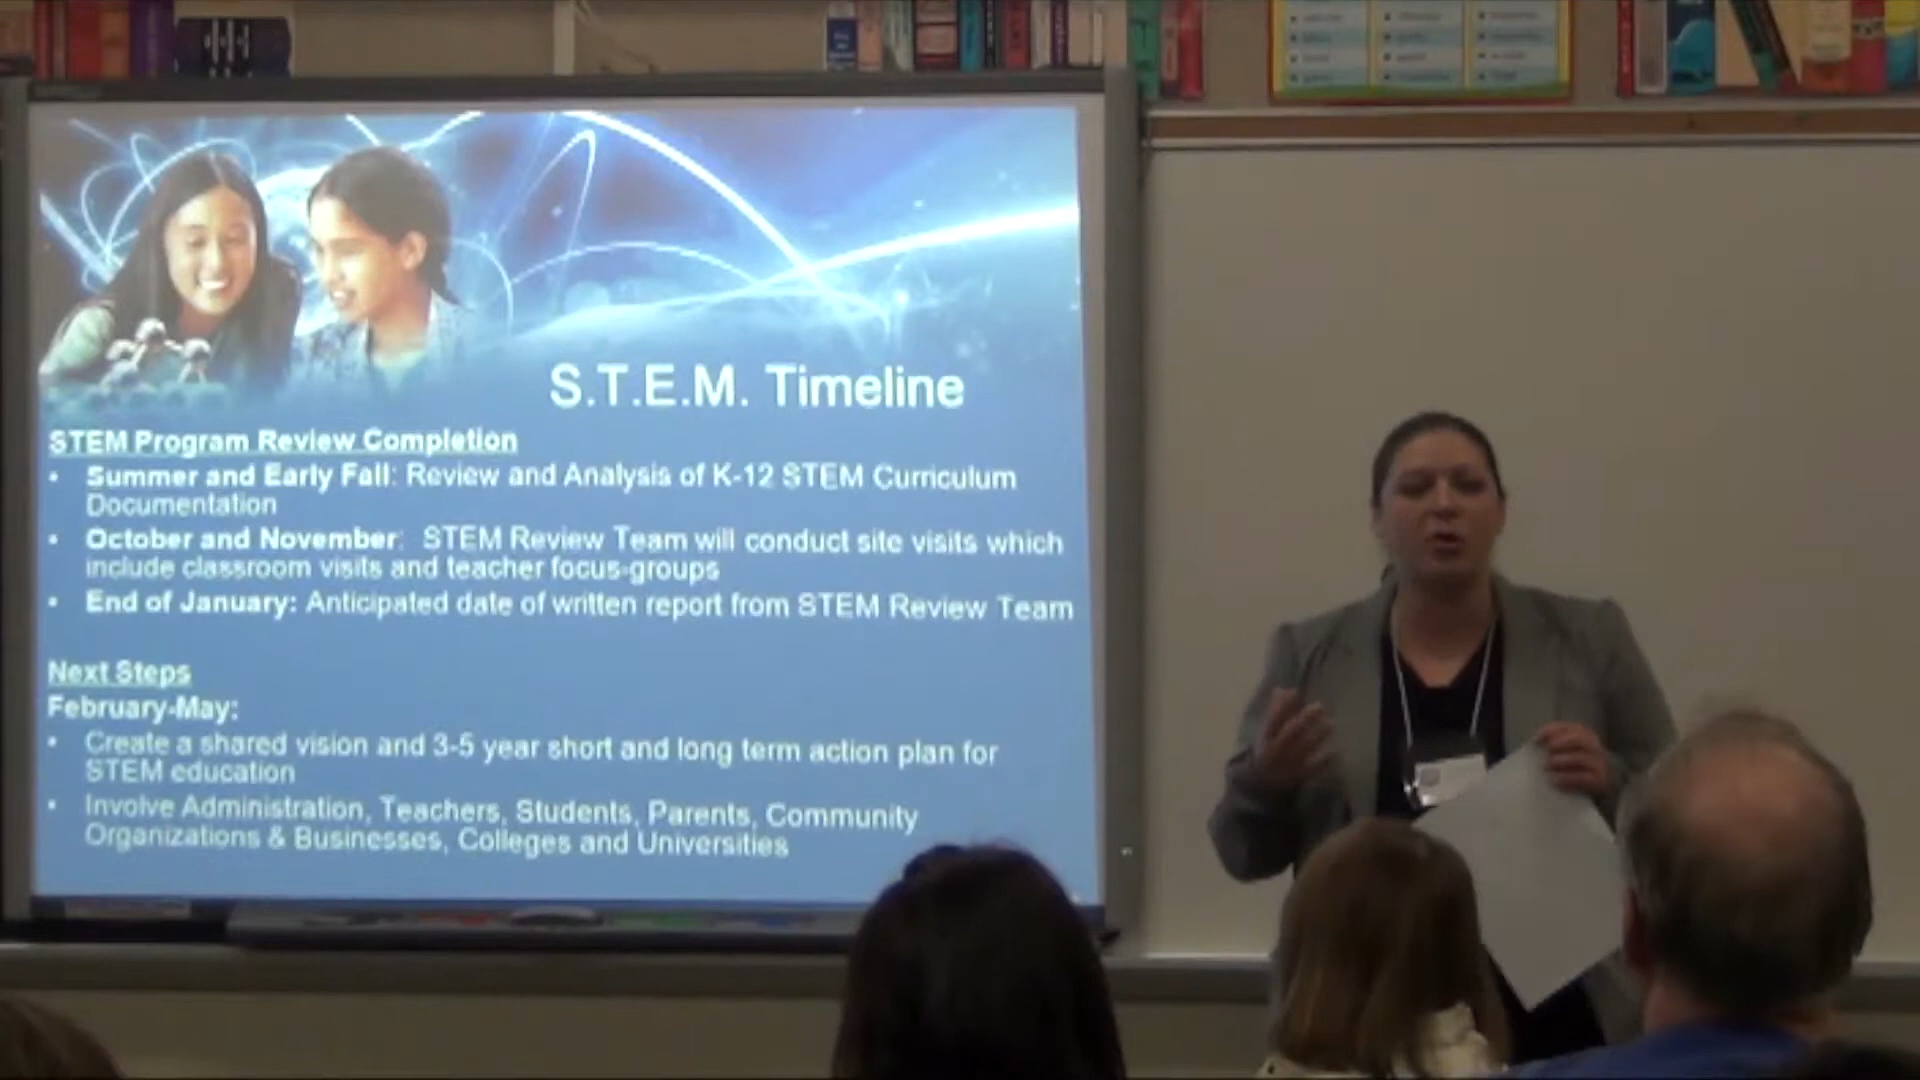 S.T.E.M. Timeline
STEM Program Review Completion
• Summer and Early Fall: Review and Analysis of K-12 STEM Curriculum
Documentation
• October and November: STEM Review Team will conduct site visits which
include classroom visits and teacher focus-groups
• End of January: Anticipated date of written report from STEM Review Team
Next Steps
February-May:
• Create a shared vision and 3-5 year short and long term action plan for
STEM education
• Involve Administration, Teachers, Students, Parents, Community
Organizations & Businesses, Colleges and Universities